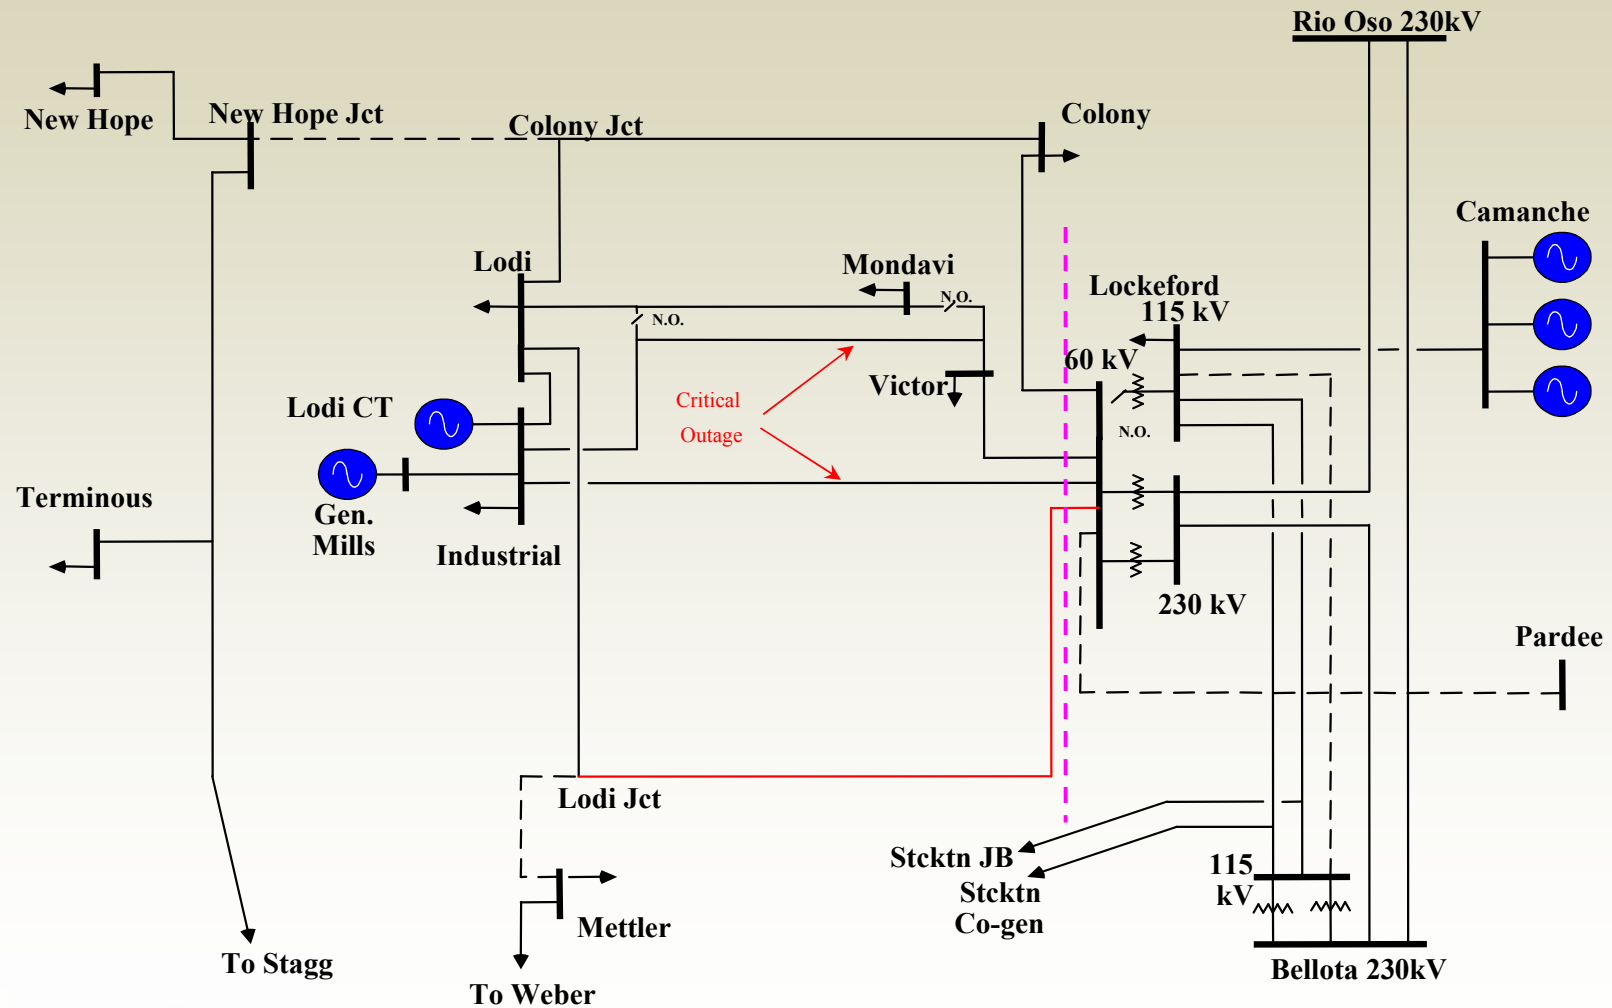 Rio Oso 230kV
New Hope
New Hope Jct
Colony Jct
Colony
Camanche
Lodi
Mondavi
N.O.
N.O.
Lockeford
115 kV
60 kV
N.O.
Victor
Critical
Outage
Lodi CT
Gen.
Mills
Industrial
Terminous
230 kV
Pardee
Lodi Jct
Stcktn JB
Stcktn
Co-gen
115
kV
Mettler
To Stagg
To Weber
Bellota 230kV